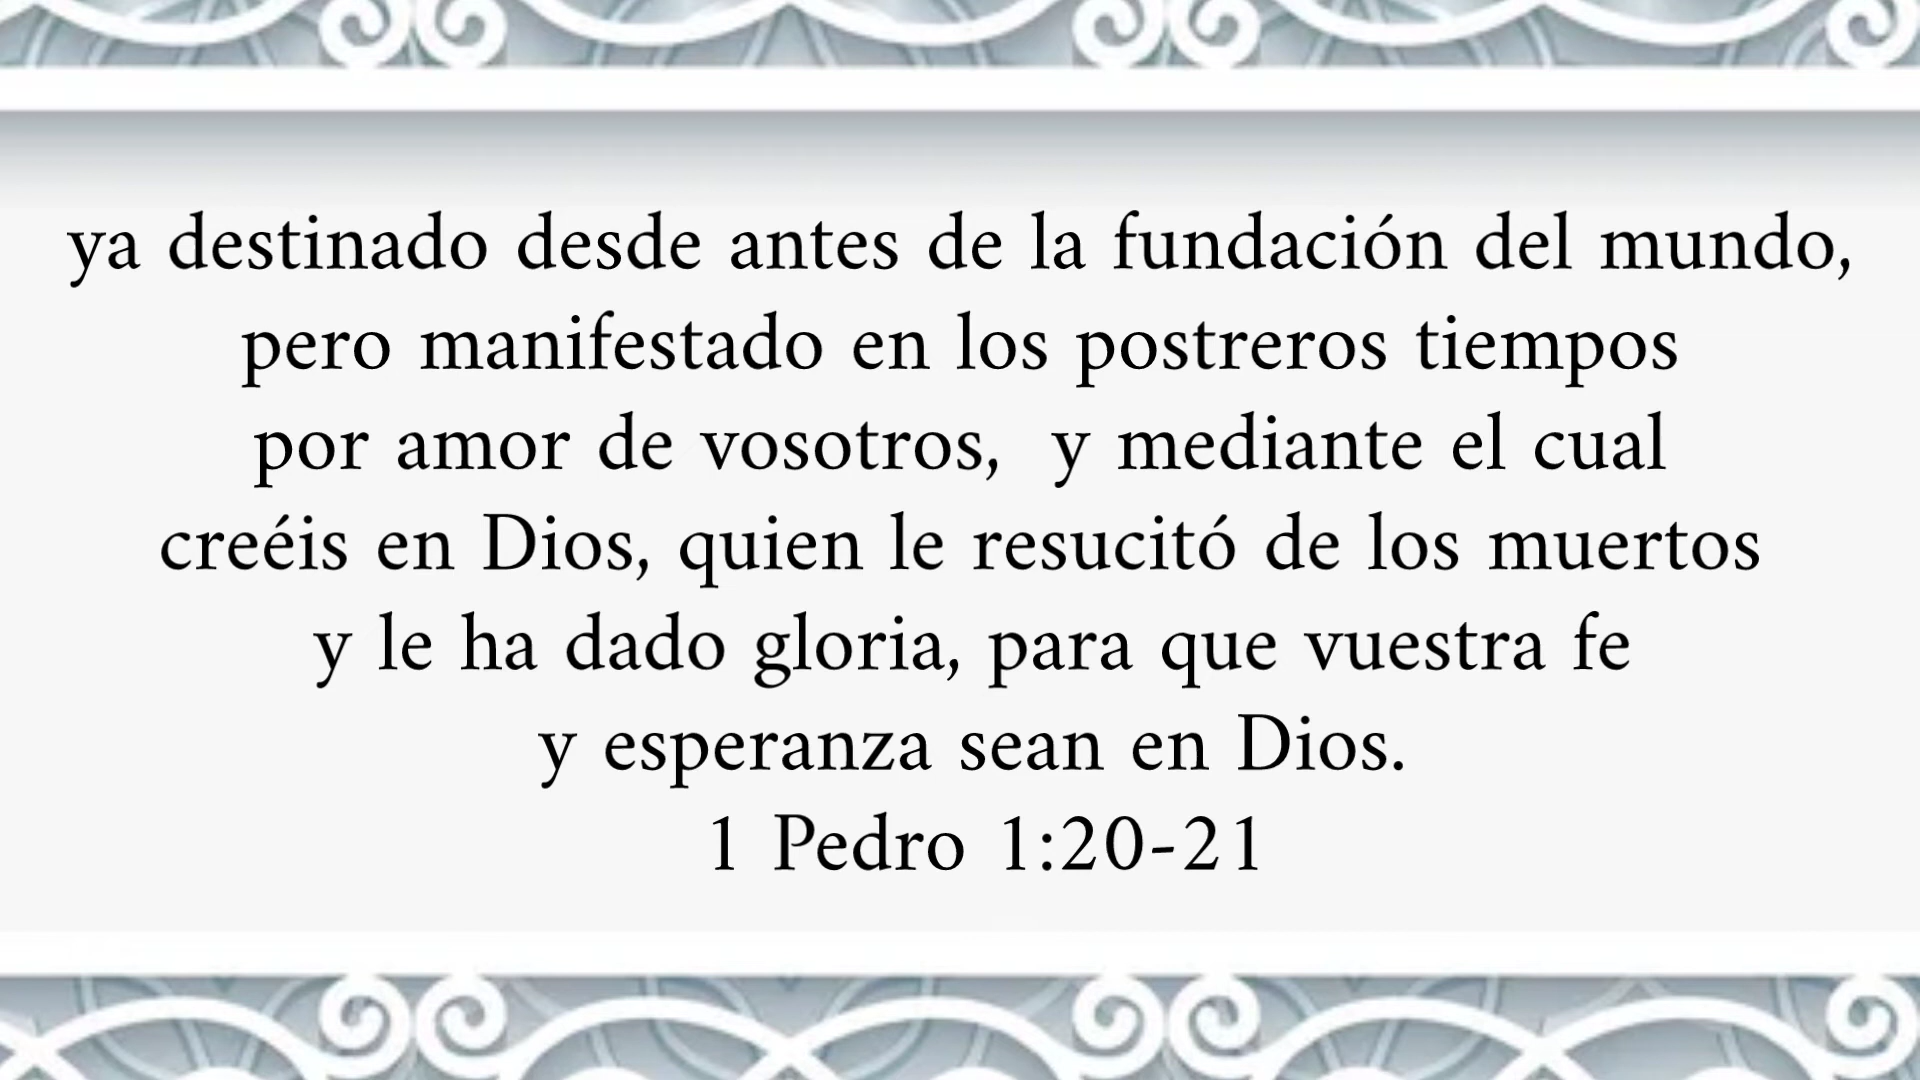 ya destinado desde antes de la fundación del mundo,
pero manifestado en los postreros tiempos
por amor de vosotros,  y mediante el cual
creéis en Dios, quien le resucitó de los muertos
y le ha dado gloria, para que vuestra fe
y esperanza sean en Dios.
1 Pedro 1:20-21